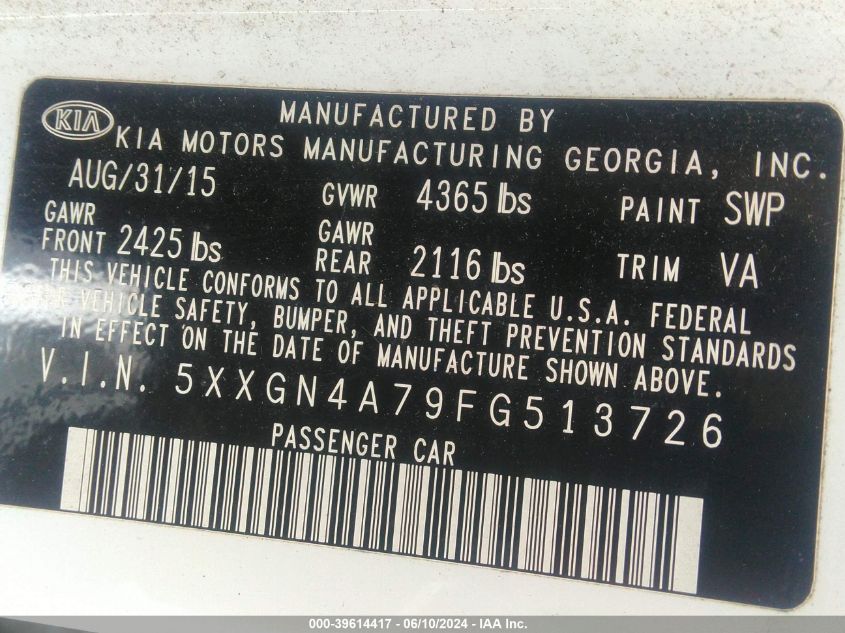 KIA
MANUFACTURED BY
KIA MOTORS MANUFACTURING GEORGIA, INC.
AUG/31/15 GVWR 4365 lbs PAINT SWP
GAWR FRONT 2425 lbs GAWR REAR 2116 lbs TRIM VA
THIS VEHICLE CONFORMS TO ALL APPLICABLE U.S.A. FEDERAL
VEHICLE SAFETY, BUMPER, AND THEFT PREVENTION STANDARDS
IN EFFECT ON THE DATE OF MANUFACTURE SHOWN ABOVE.
V.I.N. 5XXGN4A79FG513726
PASSENGER CAR
000-39614417 - 06/10/2024 - IAA Inc.